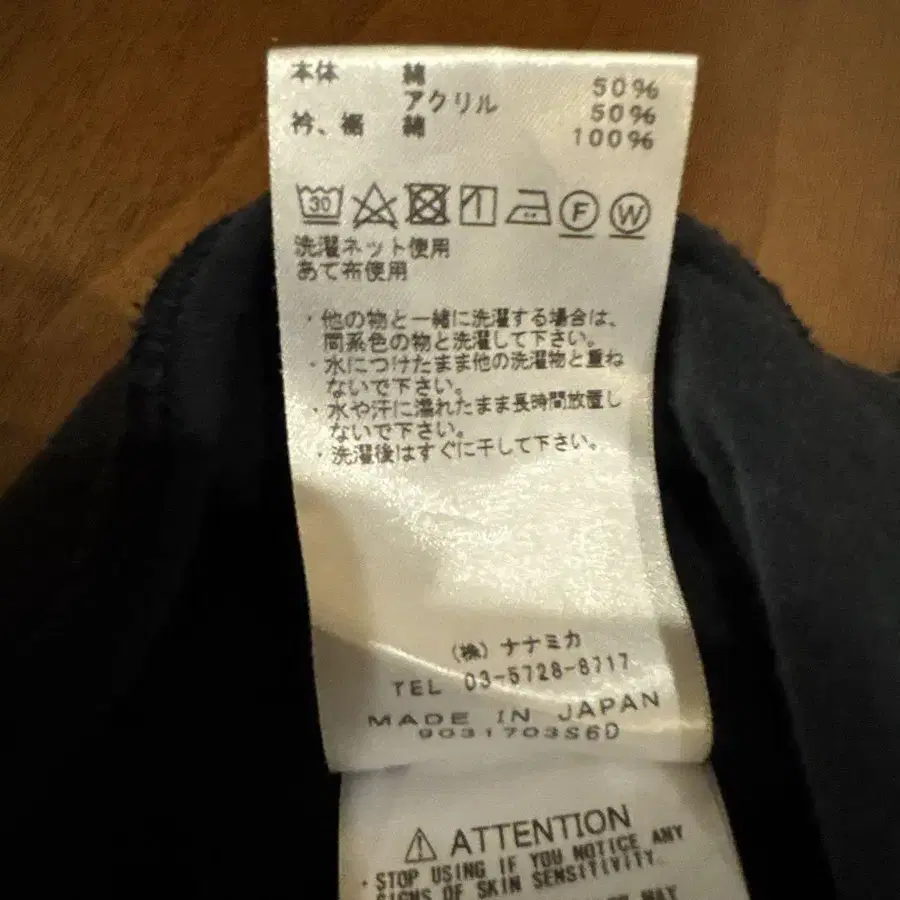 本体 綿 50%
アクリル 50%
衿、裾 綿 100%
30 F W
洗濯ネット使用
あて布使用
・他の物と一緒に洗濯する場合は、
同系色の物と洗濯して下さい。
・水につけたまま他の洗濯物と重ね
ないで下さい。
・水や汗に濡れたまま長時間放置し
ないで下さい。
・洗濯後はすぐに干して下さい。
(株)ナナミカ
TEL 03-5728-8717
MADE IN JAPAN
9031703S6D
⚠ ATTENTION
・STOP USING IF YOU NOTICE ANY
SIGNS OF SKIN SENSITIVITY.
MAY